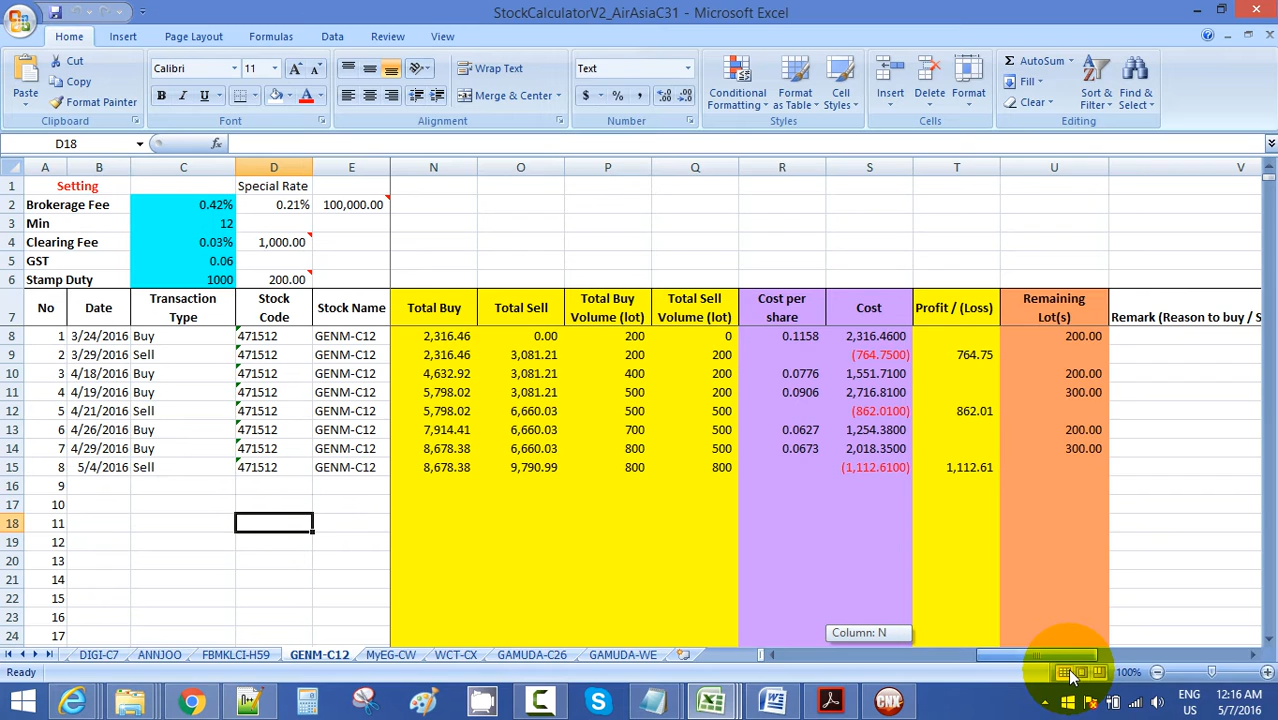 StockCalculatorV2_AirAsiaC31 - Microsoft Excel
Home Insert Page Layout Formulas Data Review View
Paste Cut Copy Format Painter Clipboard
Calibri 11 B I U A A A Font
Wrap Text Merge & Center Alignment
Text $ % , Number
Conditional Formatting Format as Table Cell Styles Styles
Insert Delete Format Cells
Σ AutoSum Fill Clear Sort & Filter Find & Select Editing
D18 fx
A B C D E N O P Q R S T U V
1 Setting Special Rate
2 Brokerage Fee 0.42% 0.21% 100,000.00
3 Min 12
4 Clearing Fee 0.03% 1,000.00
5 GST 0.06
6 Stamp Duty 1000 200.00
7 No Date Transaction Type Stock Code Stock Name Total Buy Total Sell Total Buy Volume (lot) Total Sell Volume (lot) Cost per share Cost Profit / (Loss) Remaining Lot(s) Remark (Reason to buy / S
8 1 3/24/2016 Buy 471512 GENM-C12 2,316.46 0.00 200 0 0.1158 2,316.4600 200.00
9 2 3/29/2016 Sell 471512 GENM-C12 2,316.46 3,081.21 200 200 (764.7500) 764.75
10 3 4/18/2016 Buy 471512 GENM-C12 4,632.92 3,081.21 400 200 0.0776 1,551.7100 200.00
11 4 4/19/2016 Buy 471512 GENM-C12 5,798.02 3,081.21 500 200 0.0906 2,716.8100 300.00
12 5 4/21/2016 Sell 471512 GENM-C12 5,798.02 6,660.03 500 500 (862.0100) 862.01
13 6 4/26/2016 Buy 471512 GENM-C12 7,914.41 6,660.03 700 500 0.0627 1,254.3800 200.00
14 7 4/29/2016 Buy 471512 GENM-C12 8,678.38 6,660.03 800 500 0.0673 2,018.3500 300.00
15 8 5/4/2016 Sell 471512 GENM-C12 8,678.38 9,790.99 800 800 (1,112.6100) 1,112.61
16 9
17 10
18 11
19 12
20 13
21 14
22 15
23 16
24 17
Column: N
DIGI-C7 ANNJOO FBMKLCI-H59 GENM-C12 MyEG-CW WCT-CX GAMUDA-C26 GAMUDA-WE
Ready 100%
CNX ENG US 12:16 AM 5/7/2016